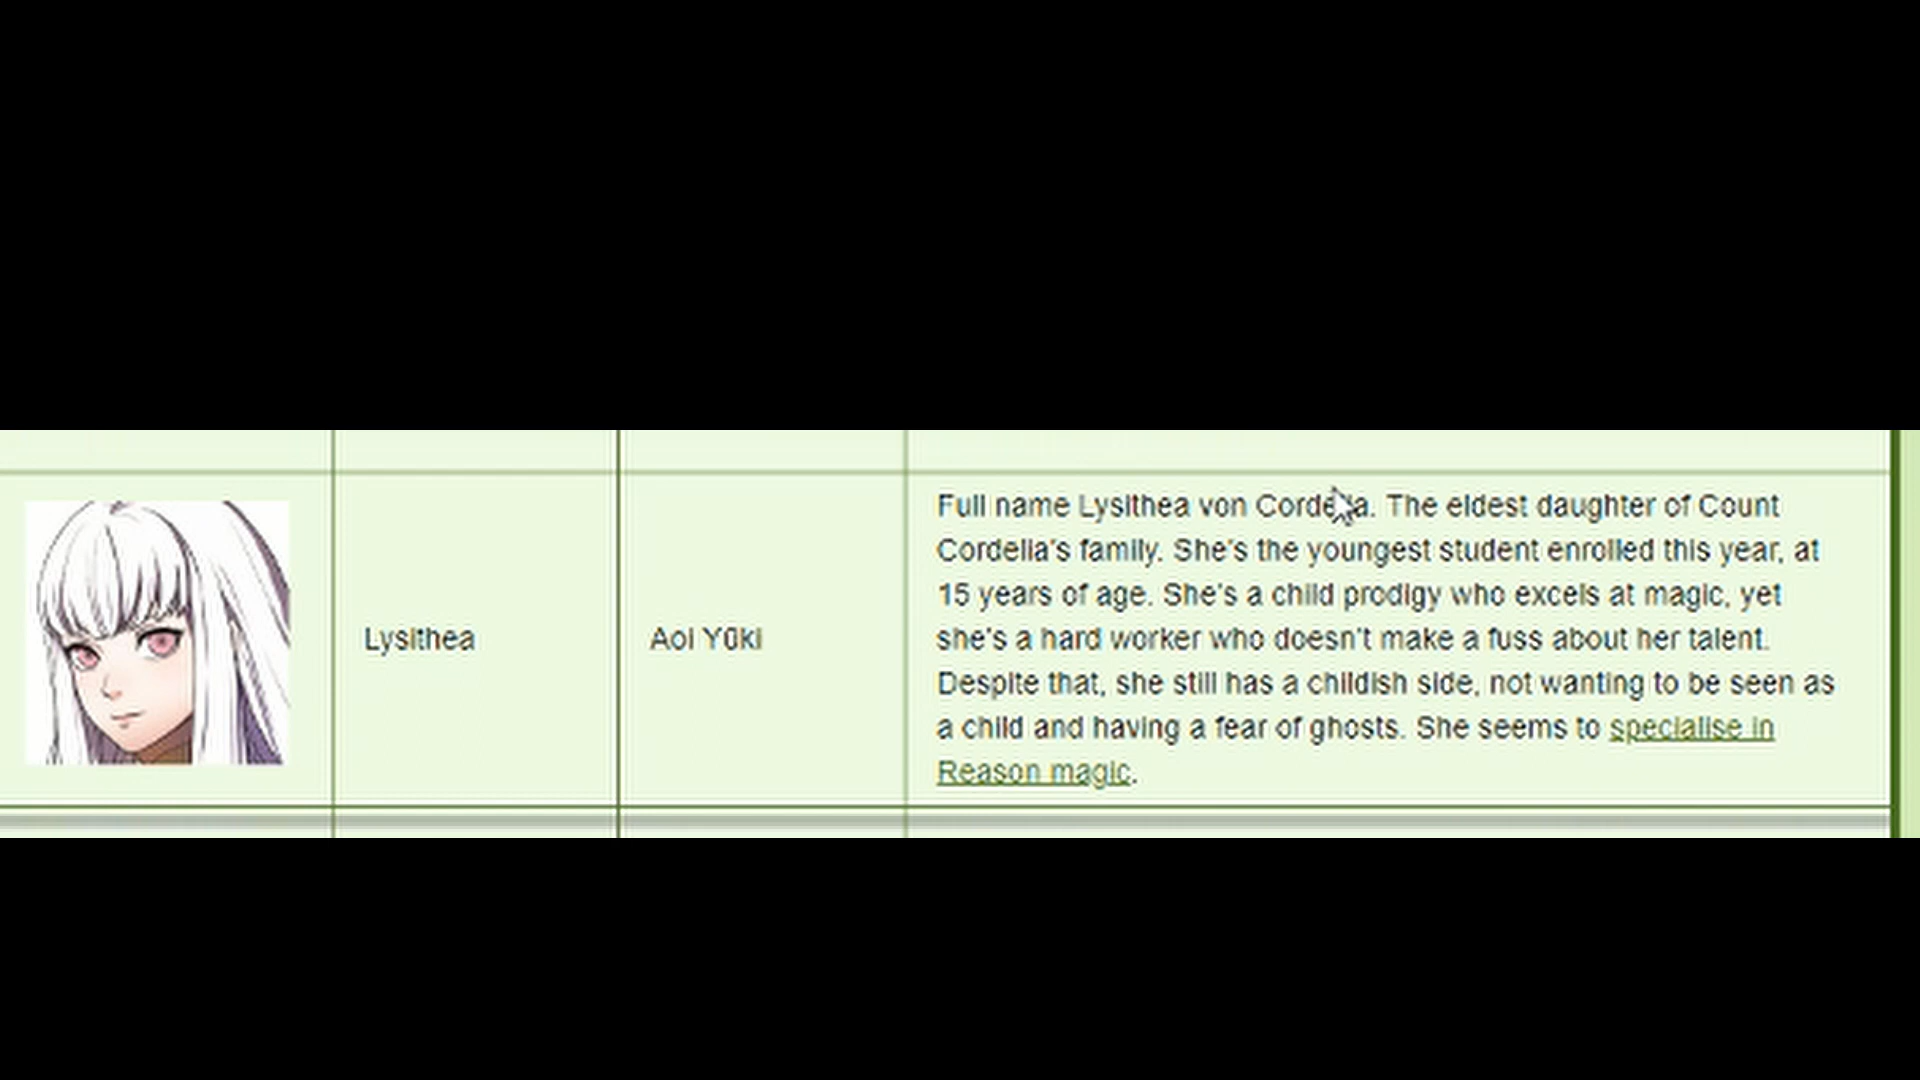 Lysithea
Aoi Yūki
Full name Lysithea von Cordelia. The eldest daughter of Count
Cordelia's family. She's the youngest student enrolled this year, at
15 years of age. She's a child prodigy who excels at magic, yet
she's a hard worker who doesn't make a fuss about her talent.
Despite that, she still has a childish side, not wanting to be seen as
a child and having a fear of ghosts. She seems to specialise in
Reason magic.